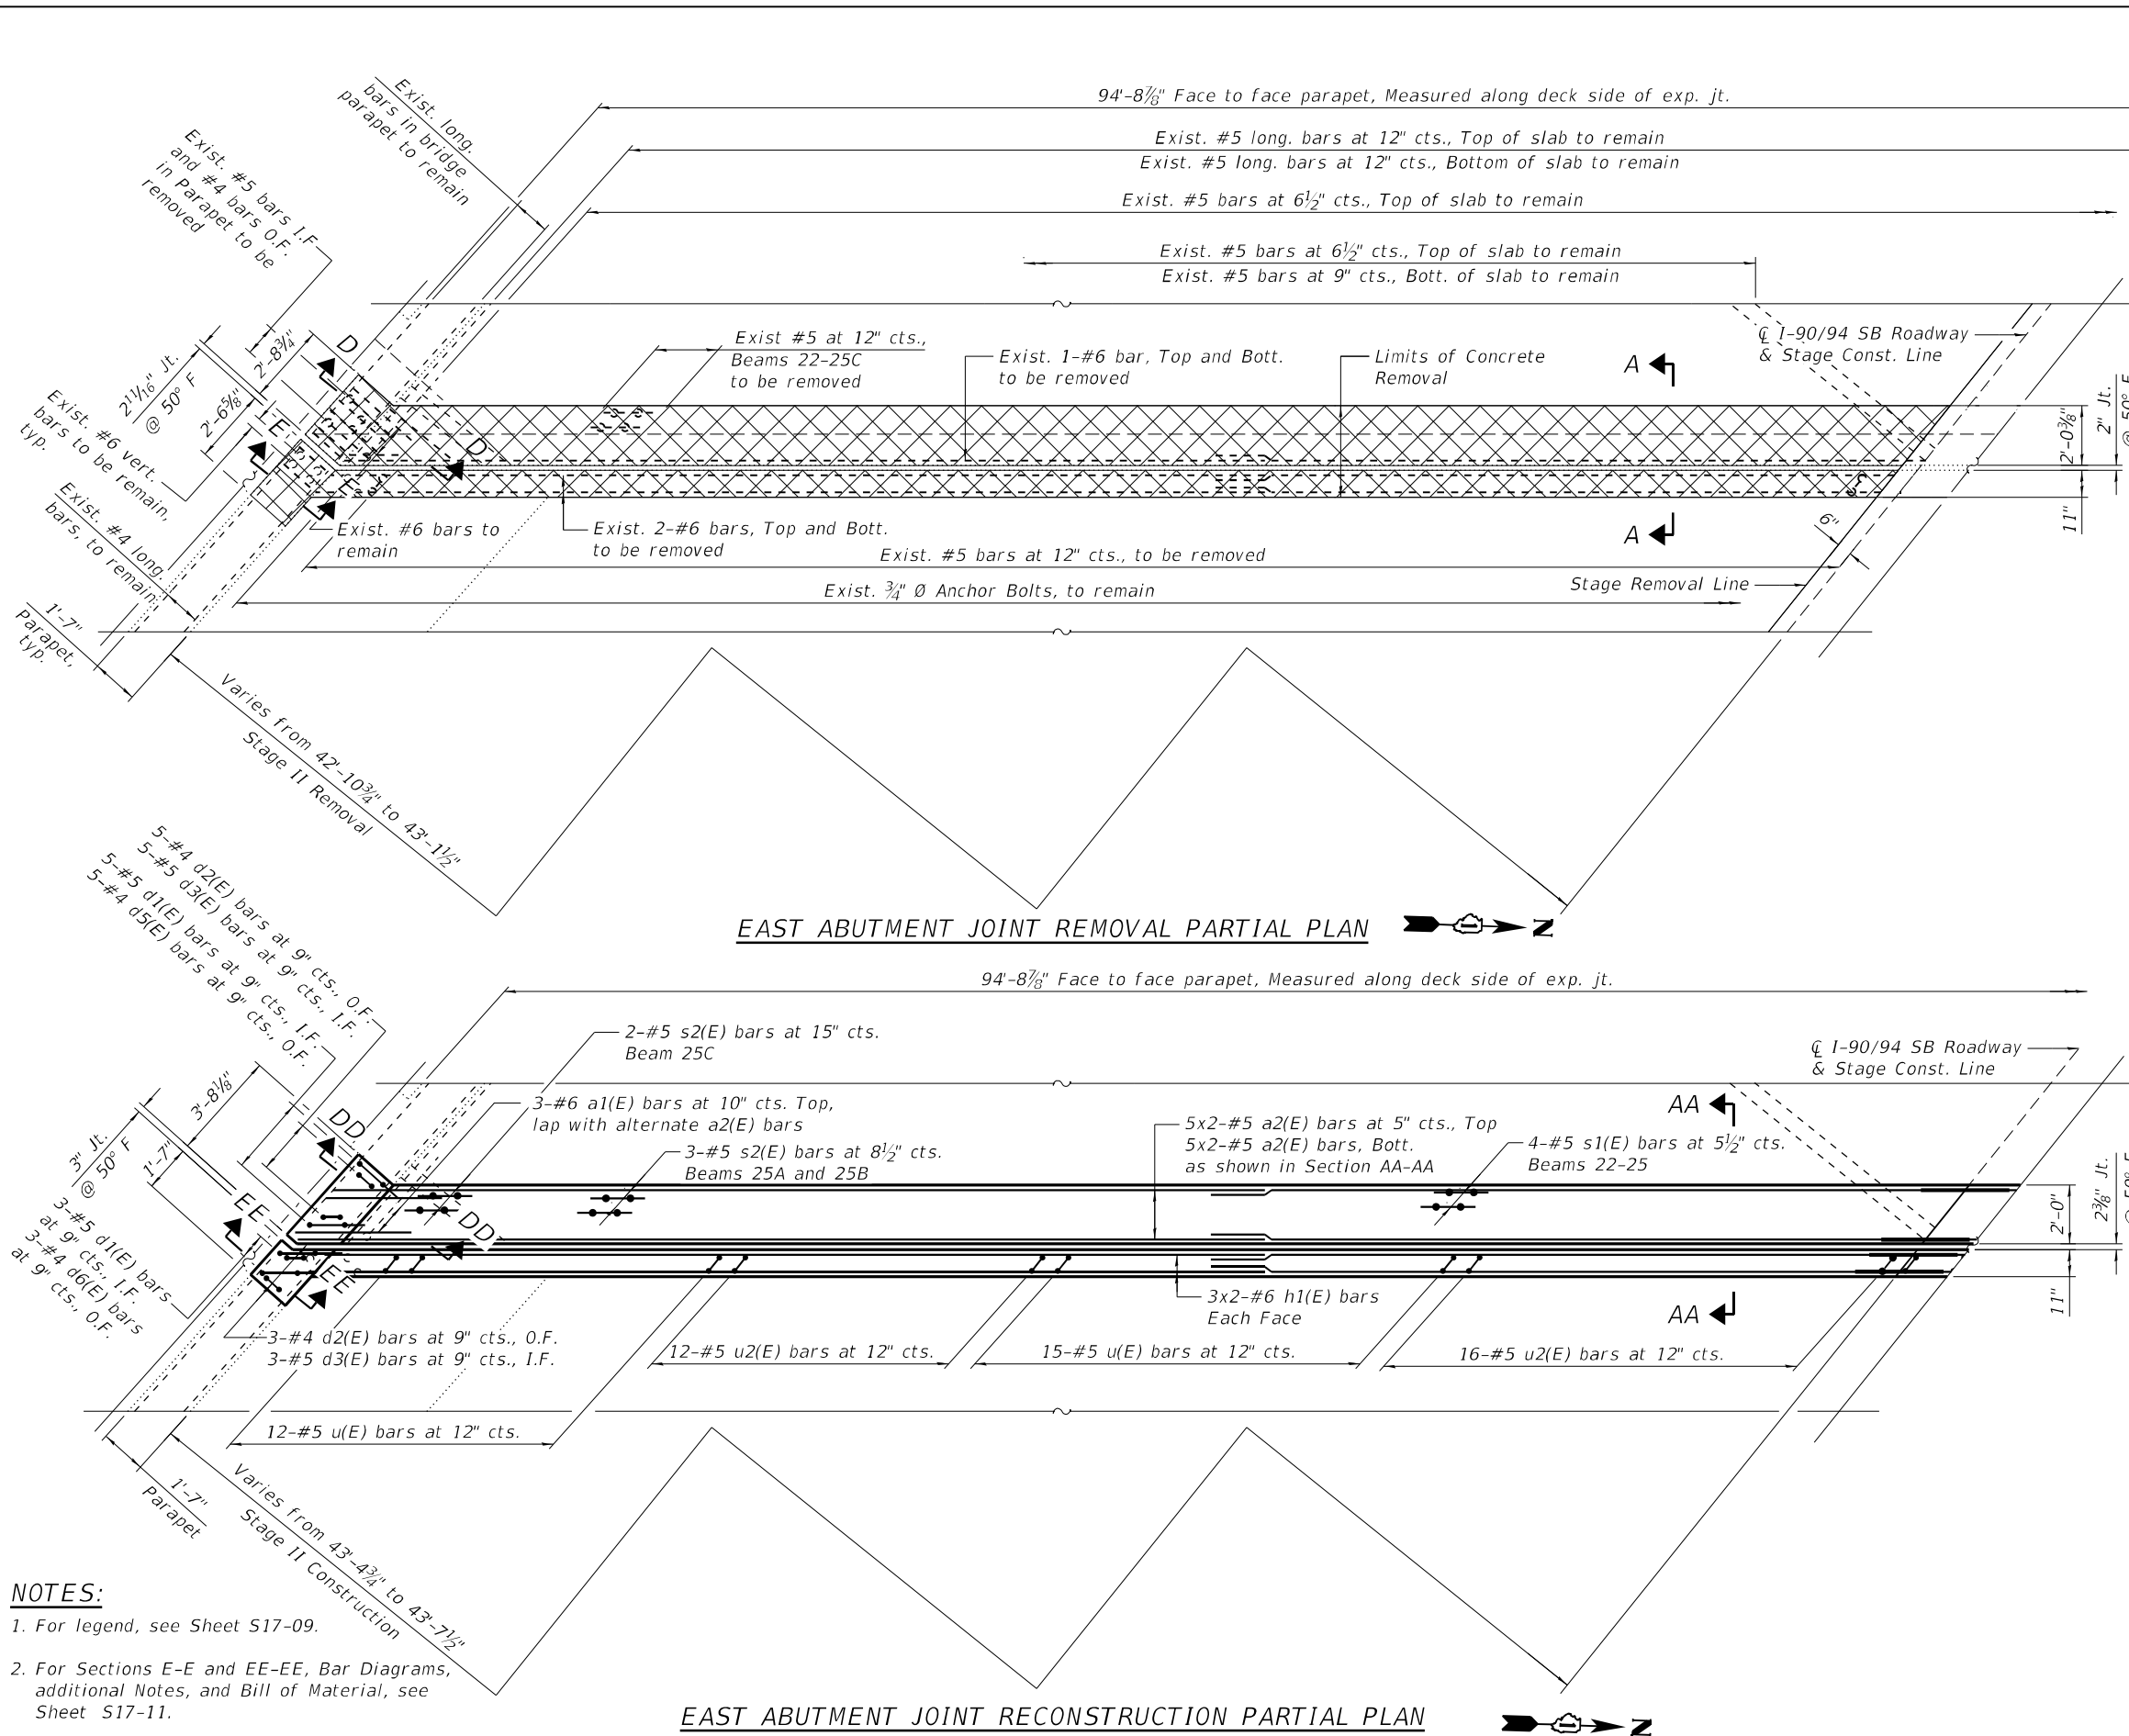 94'-8⅞" Face to face parapet, Measured along deck side of exp. jt.
Exist. #5 long. bars at 12" cts., Top of slab to remain
Exist. #5 long. bars at 12" cts., Bottom of slab to remain
Exist. #5 bars at 6½" cts., Top of slab to remain
Exist. #5 bars at 6½" cts., Top of slab to remain
Exist. #5 bars at 9" cts., Bott. of slab to remain
Exist. long.
bars in bridge
parapet to remain
Exist. #5 bars I.F
and #4 bars O.F.
in Parapet to be
removed
2'-8¾"
2¹¹⁄₁₆" Jt.
@ 50° F
2'-6⅝"
Exist. #6 vert.
bars to be remain,
typ.
Exist. #4 long.
bars, to remain
1'-7"
Parapet,
typ.
D
D
E
E
Exist #5 at 12" cts.,
Beams 22-25C
to be removed
Exist. 1-#6 bar, Top and Bott.
to be removed
Limits of Concrete
Removal
A
A
℄ I-90/94 SB Roadway
& Stage Const. Line
2'-0⅜"
2" Jt.
@ 50° F
11"
6"
Exist. #6 bars to
remain
Exist. 2-#6 bars, Top and Bott.
to be removed
Exist. #5 bars at 12" cts., to be removed
Exist. ¾" Ø Anchor Bolts, to remain
Stage Removal Line
Varies from 42'-10¾" to 43'-1½"
Stage II Removal
EAST ABUTMENT JOINT REMOVAL PARTIAL PLAN
N
94'-8⅞" Face to face parapet, Measured along deck side of exp. jt.
5-#4 d2(E) bars at 9" cts., O.F.
5-#5 d3(E) bars at 9" cts., I.F.
5-#5 d1(E) bars at 9" cts., I.F.
5-#4 d5(E) bars at 9" cts., O.F.
3'-8⅛"
3" Jt.
@ 50° F
1'-7"
3-#5 d1(E) bars
at 9" cts., I.F.
3-#4 d6(E) bars
at 9" cts., O.F.
DD
DD
EE
EE
2-#5 s2(E) bars at 15" cts.
Beam 25C
3-#6 a1(E) bars at 10" cts. Top,
lap with alternate a2(E) bars
3-#5 s2(E) bars at 8½" cts.
Beams 25A and 25B
5x2-#5 a2(E) bars at 5" cts., Top
5x2-#5 a2(E) bars, Bott.
as shown in Section AA-AA
4-#5 s1(E) bars at 5½" cts.
Beams 22-25
℄ I-90/94 SB Roadway
& Stage Const. Line
AA
AA
2'-0"
2⅜" Jt.
@ 50° F
11"
3x2-#6 h1(E) bars
Each Face
3-#4 d2(E) bars at 9" cts., O.F.
3-#5 d3(E) bars at 9" cts., I.F.
12-#5 u2(E) bars at 12" cts.
15-#5 u(E) bars at 12" cts.
16-#5 u2(E) bars at 12" cts.
12-#5 u(E) bars at 12" cts.
1'-7"
Parapet
Varies from 43'-4¾" to 43'-7½"
Stage II Construction
NOTES:
1. For legend, see Sheet S17-09.
2. For Sections E-E and EE-EE, Bar Diagrams,
additional Notes, and Bill of Material, see
Sheet S17-11.
EAST ABUTMENT JOINT RECONSTRUCTION PARTIAL PLAN
N